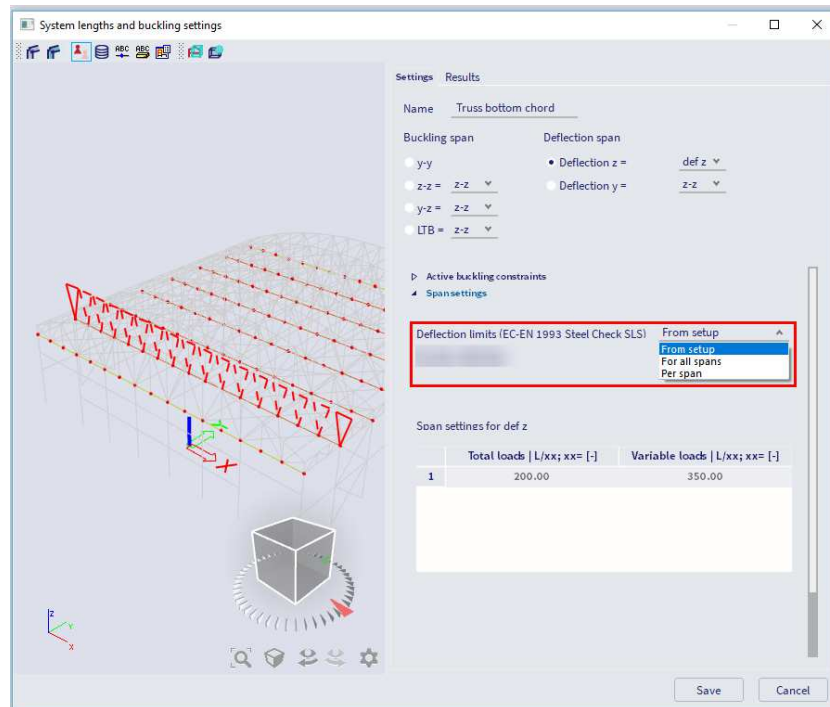 System lengths and buckling settings
ABC ABC
Settings Results
Name Truss bottom chord
Buckling span Deflection span
y-y Deflection z = def z
z-z = z-z Deflection y = z-z
y-z = z-z
LTB = z-z
Active buckling constraints
Span settings
Deflection limits (EC-EN 1993 Steel Check SLS) From setup
From setup
For all spans
Per span
Span settings for def z
Total loads | L/xx; xx= [-] Variable loads | L/xx; xx= [-]
1 200.00 350.00
X Y
z
Y
x
Save Cancel